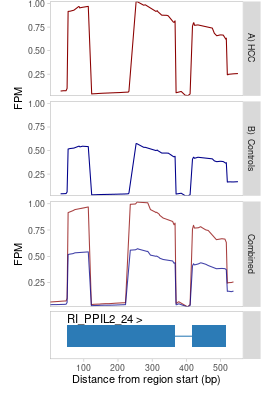 1.00
0.75
0.50
0.25
A) HCC
FPM
1.00
0.75
0.50
0.25
B) Controls
1.00
0.75
0.50
0.25
Combined
FPM
RI_PPIL2_24 >
100 200 300 400 500
Distance from region start (bp)